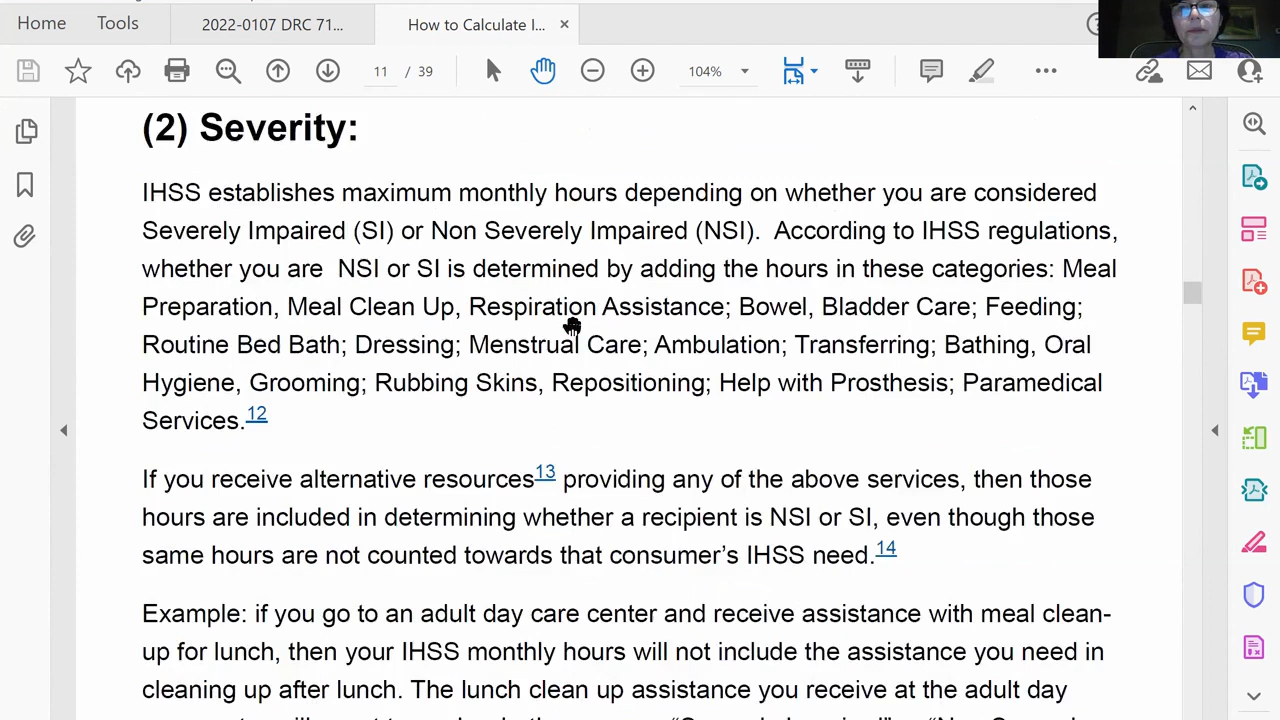 Home
Tools
2022-0107 DRC 71...
How to Calculate I...
11 / 39
104%
(2) Severity:
IHSS establishes maximum monthly hours depending on whether you are considered
Severely Impaired (SI) or Non Severely Impaired (NSI).  According to IHSS regulations,
whether you are  NSI or SI is determined by adding the hours in these categories: Meal
Preparation, Meal Clean Up, Respiration Assistance; Bowel, Bladder Care; Feeding;
Routine Bed Bath; Dressing; Menstrual Care; Ambulation; Transferring; Bathing, Oral
Hygiene, Grooming; Rubbing Skins, Repositioning; Help with Prosthesis; Paramedical
Services.12
If you receive alternative resources13 providing any of the above services, then those
hours are included in determining whether a recipient is NSI or SI, even though those
same hours are not counted towards that consumer’s IHSS need.14
Example: if you go to an adult day care center and receive assistance with meal clean-
up for lunch, then your IHSS monthly hours will not include the assistance you need in
cleaning up after lunch. The lunch clean up assistance you receive at the adult day